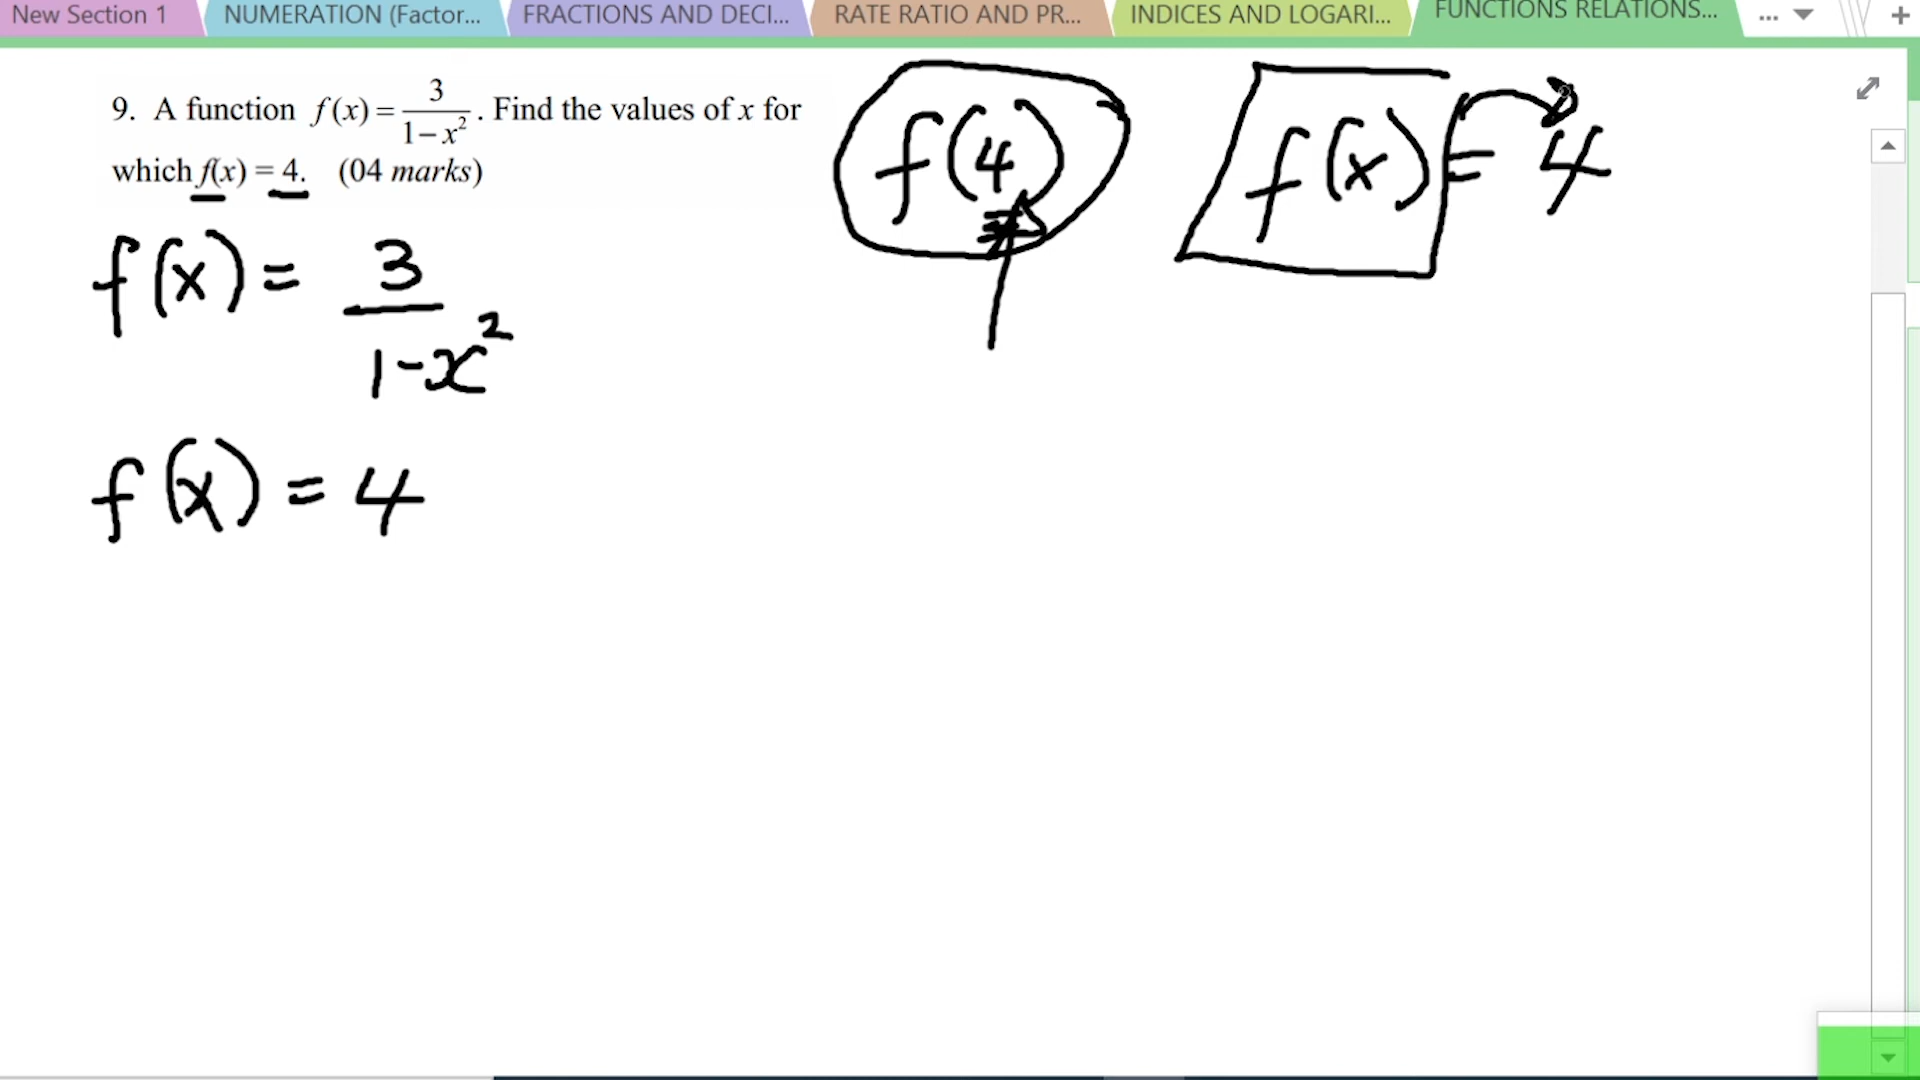 New Section 1 NUMERATION (Factor... FRACTIONS AND DECI... RATE RATIO AND PR... INDICES AND LOGARI... FUNCTIONS RELATIONS... ... +
9. A function f(x) = 3/(1 − x²) . Find the values of x for
which f(x) = 4. (04 marks)
f(4) f(x) = 4
f(x) = 3/(1 - x²)
f(x) = 4